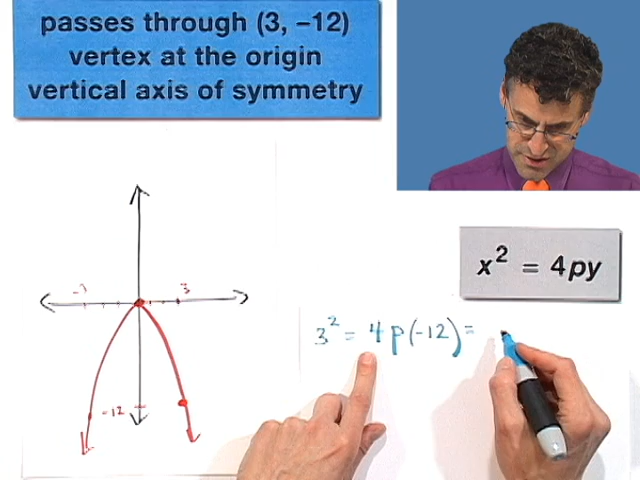 passes through (3, −12)
vertex at the origin
vertical axis of symmetry
x² = 4py
-3 3
3² = 4p(-12) =
-12